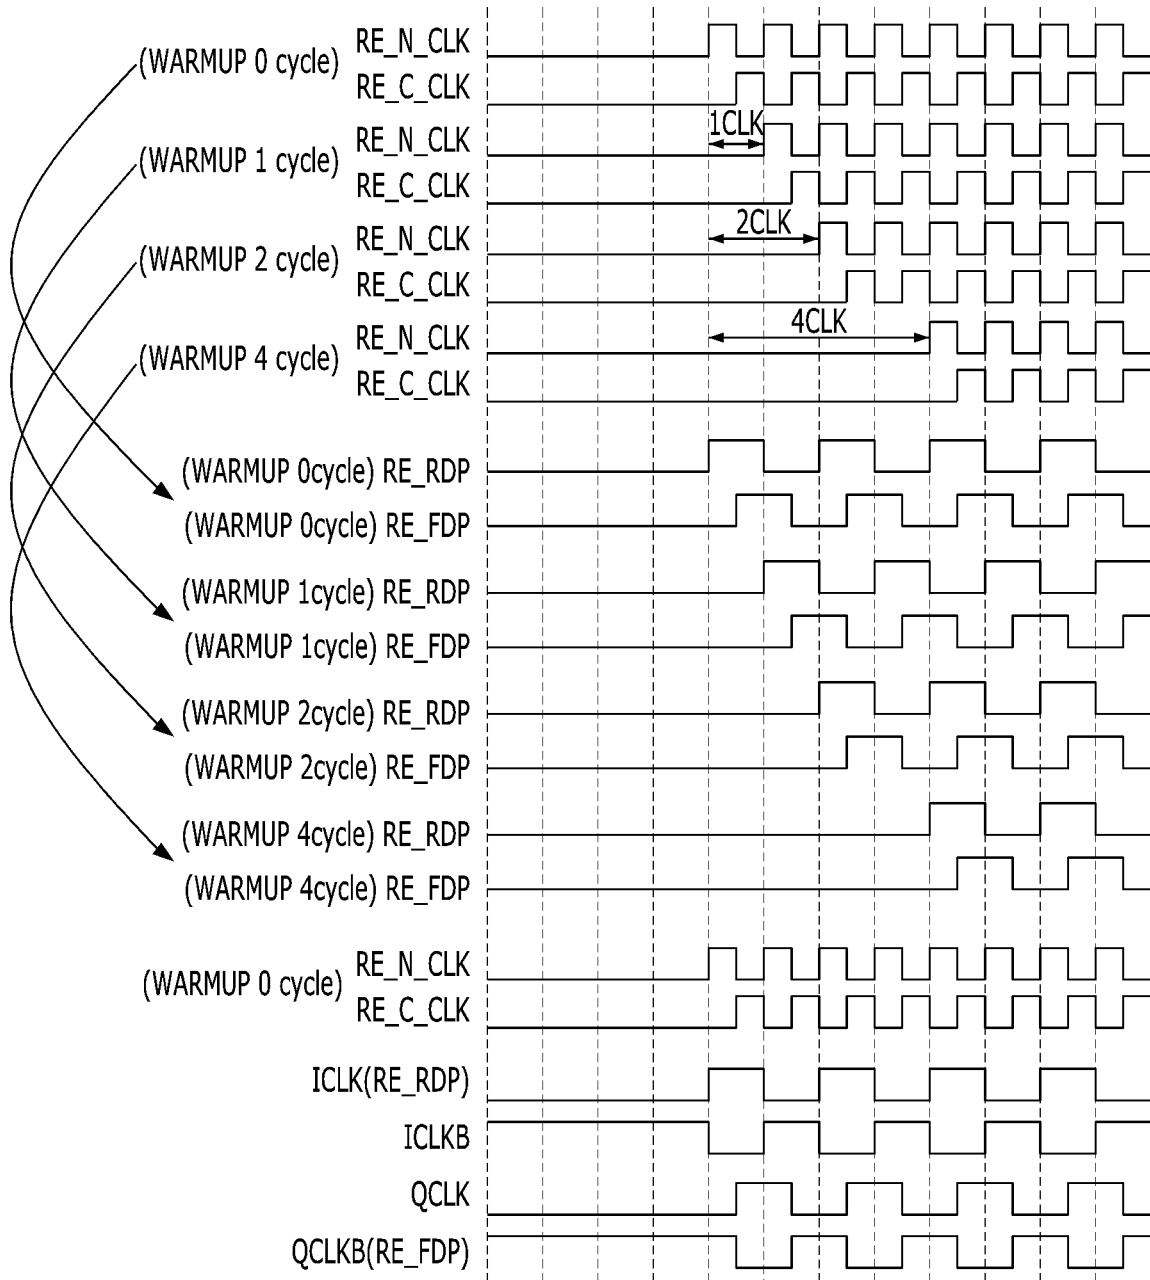 RE_N_CLK
(WARMUP 0 cycle)
RE_C_CLK
1CLK
RE_N_CLK
(WARMUP 1 cycle)
RE_C_CLK
2CLK
RE_N_CLK
(WARMUP 2 cycle)
RE_C_CLK
4CLK
RE_N_CLK
(WARMUP 4 cycle)
RE_C_CLK
(WARMUP 0cycle) RE_RDP
(WARMUP 0cycle) RE_FDP
(WARMUP 1cycle) RE_RDP
(WARMUP 1cycle) RE_FDP
(WARMUP 2cycle) RE_RDP
(WARMUP 2cycle) RE_FDP
(WARMUP 4cycle) RE_RDP
(WARMUP 4cycle) RE_FDP
RE_N_CLK
(WARMUP 0 cycle)
RE_C_CLK
ICLK(RE_RDP)
ICLKB
QCLK
QCLKB(RE_FDP)